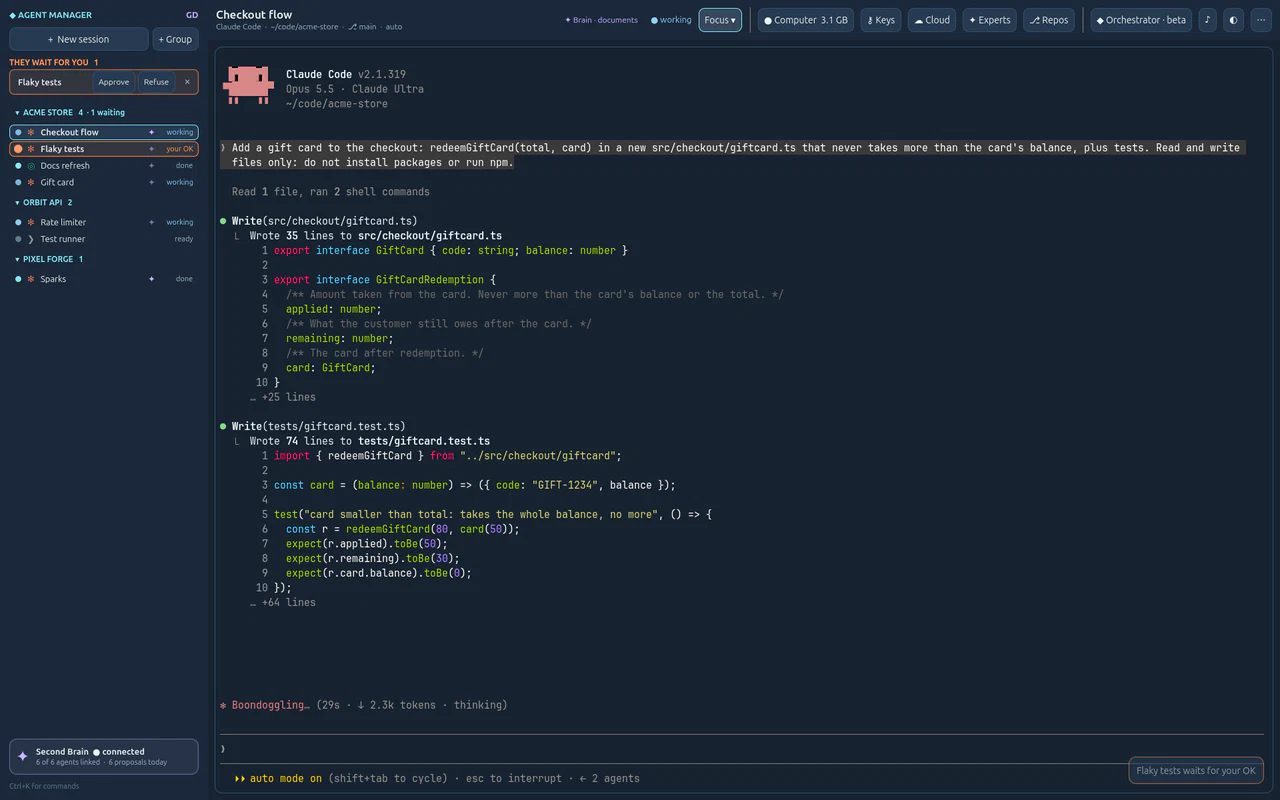 ◆ AGENT MANAGER GD
+ New session + Group
THEY WAIT FOR YOU 1
Flaky tests Approve Refuse ×
▾ ACME STORE 4 · 1 waiting
Checkout flow working
Flaky tests your OK
Docs refresh done
Gift card working
▾ ORBIT API 2
Rate limiter working
Test runner ready
▾ PIXEL FORGE 1
Sparks done
Second Brain ● connected
6 of 6 agents linked · 6 proposals today
Ctrl+K for commands
Checkout flow
Claude Code · ~/code/acme-store · ⎇ main · auto
✦ Brain · documents ● working Focus ▾ ● Computer 3.1 GB Keys ☁ Cloud ✦ Experts ⎇ Repos ◆ Orchestrator · beta ♪ ◐ ⋯
Claude Code v2.1.319
Opus 5.5 · Claude Ultra
~/code/acme-store
❯ Add a gift card to the checkout: redeemGiftCard(total, card) in a new src/checkout/giftcard.ts that never takes more than the card's balance, plus tests. Read and write
files only: do not install packages or run npm.
Read 1 file, ran 2 shell commands
● Write(src/checkout/giftcard.ts)
└ Wrote 35 lines to src/checkout/giftcard.ts
1 export interface GiftCard { code: string; balance: number }
2
3 export interface GiftCardRedemption {
4 /** Amount taken from the card. Never more than the card's balance or the total. */
5 applied: number;
6 /** What the customer still owes after the card. */
7 remaining: number;
8 /** The card after redemption. */
9 card: GiftCard;
10 }
… +25 lines
● Write(tests/giftcard.test.ts)
└ Wrote 74 lines to tests/giftcard.test.ts
1 import { redeemGiftCard } from "../src/checkout/giftcard";
2
3 const card = (balance: number) => ({ code: "GIFT-1234", balance });
4
5 test("card smaller than total: takes the whole balance, no more", () => {
6 const r = redeemGiftCard(80, card(50));
7 expect(r.applied).toBe(50);
8 expect(r.remaining).toBe(30);
9 expect(r.card.balance).toBe(0);
10 });
… +64 lines
✻ Boondoggling… (29s · ↓ 2.3k tokens · thinking)
❯
⏵⏵ auto mode on (shift+tab to cycle) · esc to interrupt · ← 2 agents
Flaky tests waits for your OK